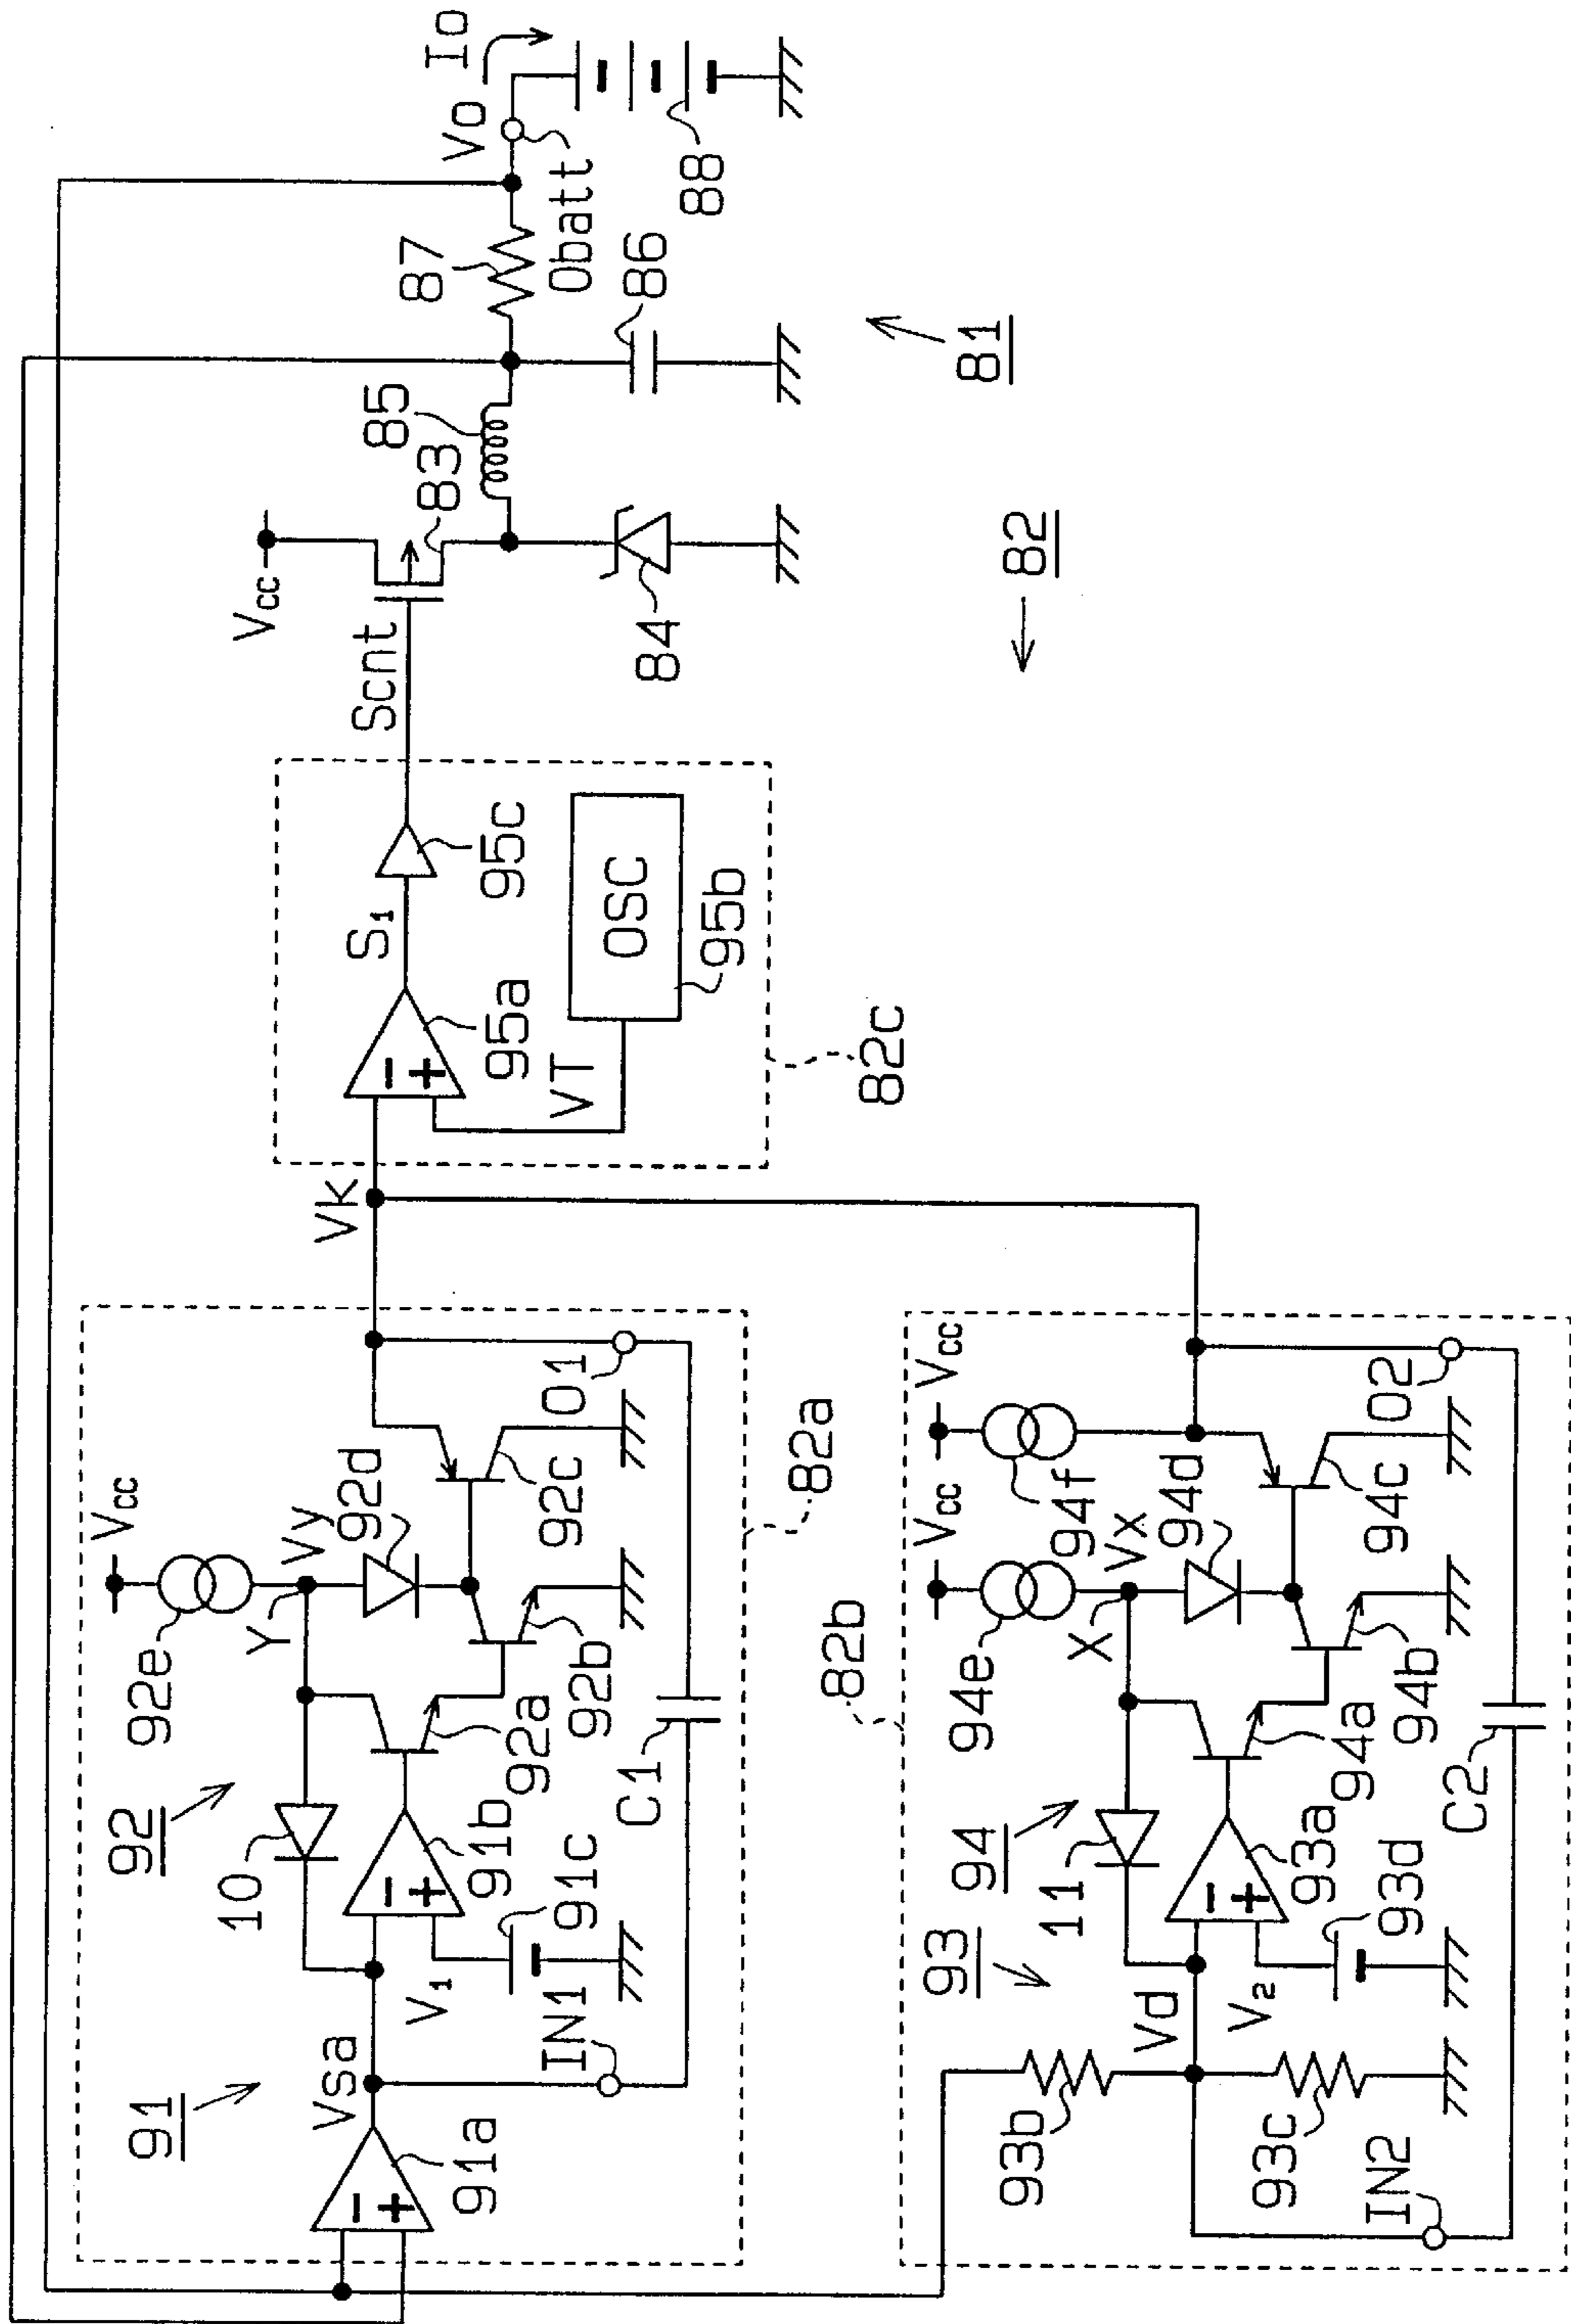 91
Vsa
91a
IN1
V1
91b
91c
10
92
92a
92b
92c
92d
92e
Y
Vy
Vcc
C1
O1
82a
VK
93
Vd
V2
93a
93b
93c
93d
IN2
11
94
94a
94b
94c
94d
94e
94f
X
Vx
Vcc
Vcc
C2
O2
82b
95a
VT
S1
OSC
95b
95c
82c
Scnt
Vcc
83
84
85
86
87
Vo
Io
Obatt
88
81
82